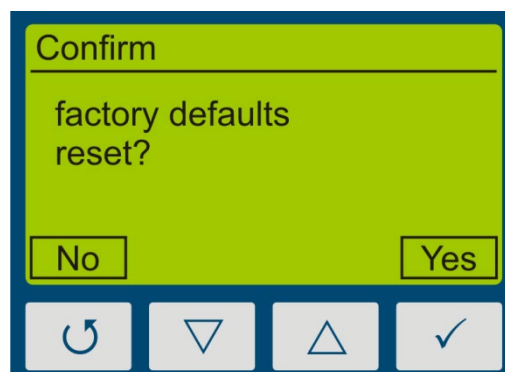 Confirm
factory defaults
reset?
No
Yes